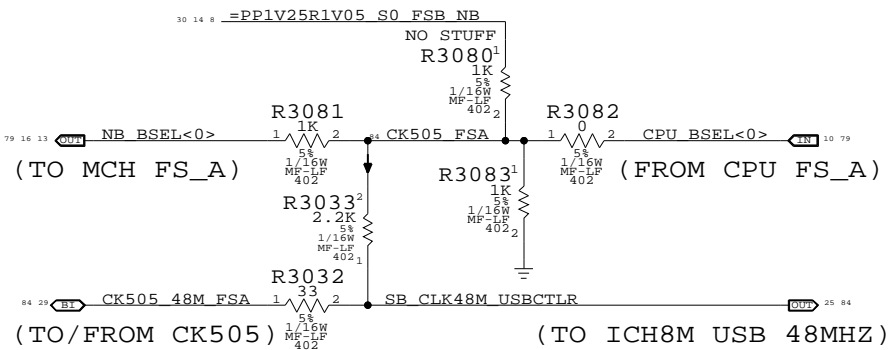 30 14 8 =PP1V25R1V05_S0_FSB_NB
NO STUFF
R3080 1
1K
5%
1/16W
MF-LF
402 2
R3081
1K
R3082
0
79 16 13 OUT NB_BSEL<0> 1 2 84 CK505_FSA 1 2 CPU_BSEL<0> IN 10 79
5%
1/16W
MF-LF
402
5%
1/16W
MF-LF
402
(TO MCH FS_A)
(FROM CPU FS_A)
R3083 1
1K
5%
1/16W
MF-LF
402 2
R3033 2
2.2K
5%
1/16W
MF-LF
402 1
R3032
33
84 29 BI CK505_48M_FSA 1 2 SB_CLK48M_USBCTLR OUT 25 84
5%
1/16W
MF-LF
402
(TO/FROM CK505)
(TO ICH8M USB 48MHZ)